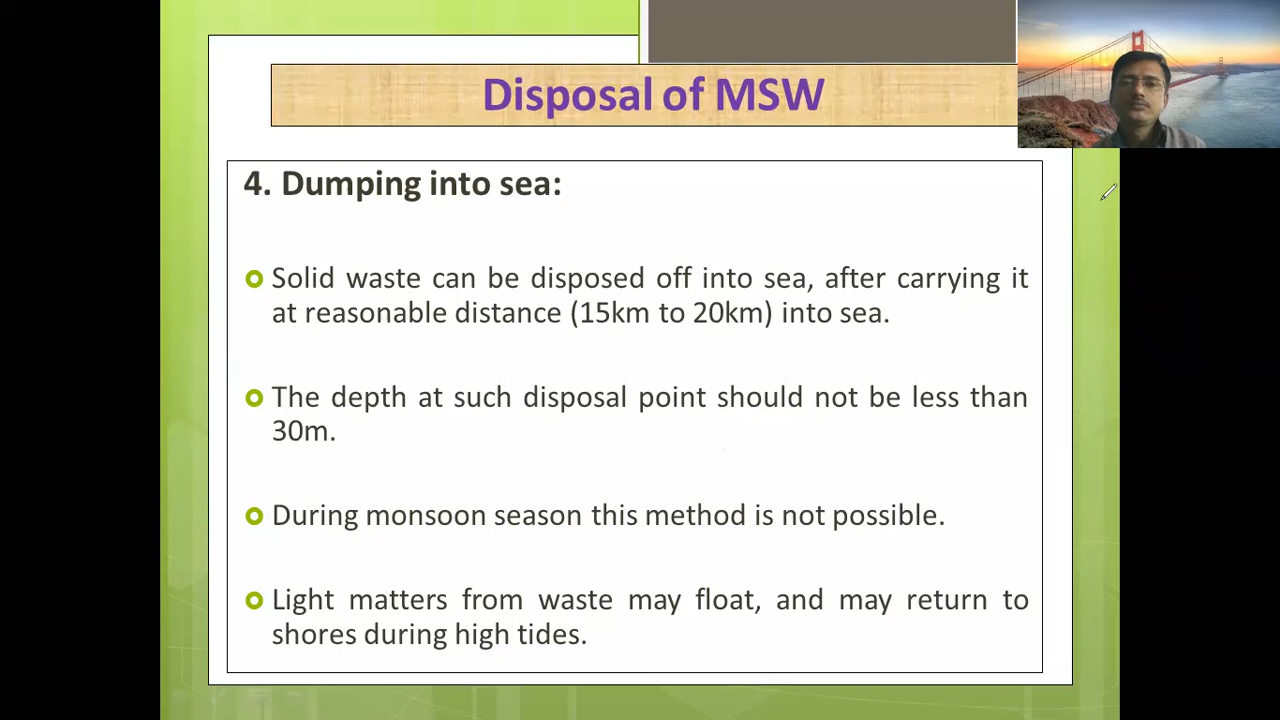 Disposal of MSW
4. Dumping into sea:
Solid waste can be disposed off into sea, after carrying it
at reasonable distance (15km to 20km) into sea.
The depth at such disposal point should not be less than
30m.
During monsoon season this method is not possible.
Light matters from waste may float, and may return to
shores during high tides.